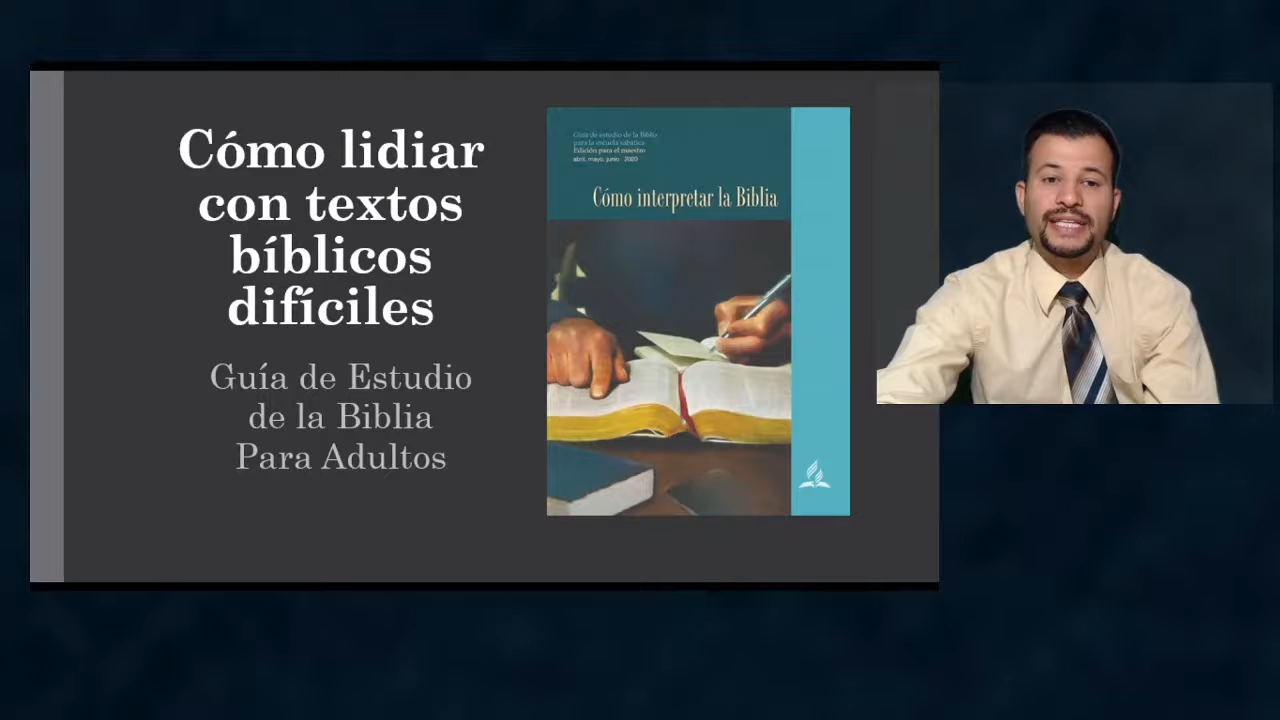 Cómo lidiar
con textos
bíblicos
difíciles
Guía de Estudio
de la Biblia
Para Adultos
Guía de estudio de la Biblia
para la escuela sabática
Edición para el maestro
abril, mayo, junio 2020
Cómo interpretar la Biblia